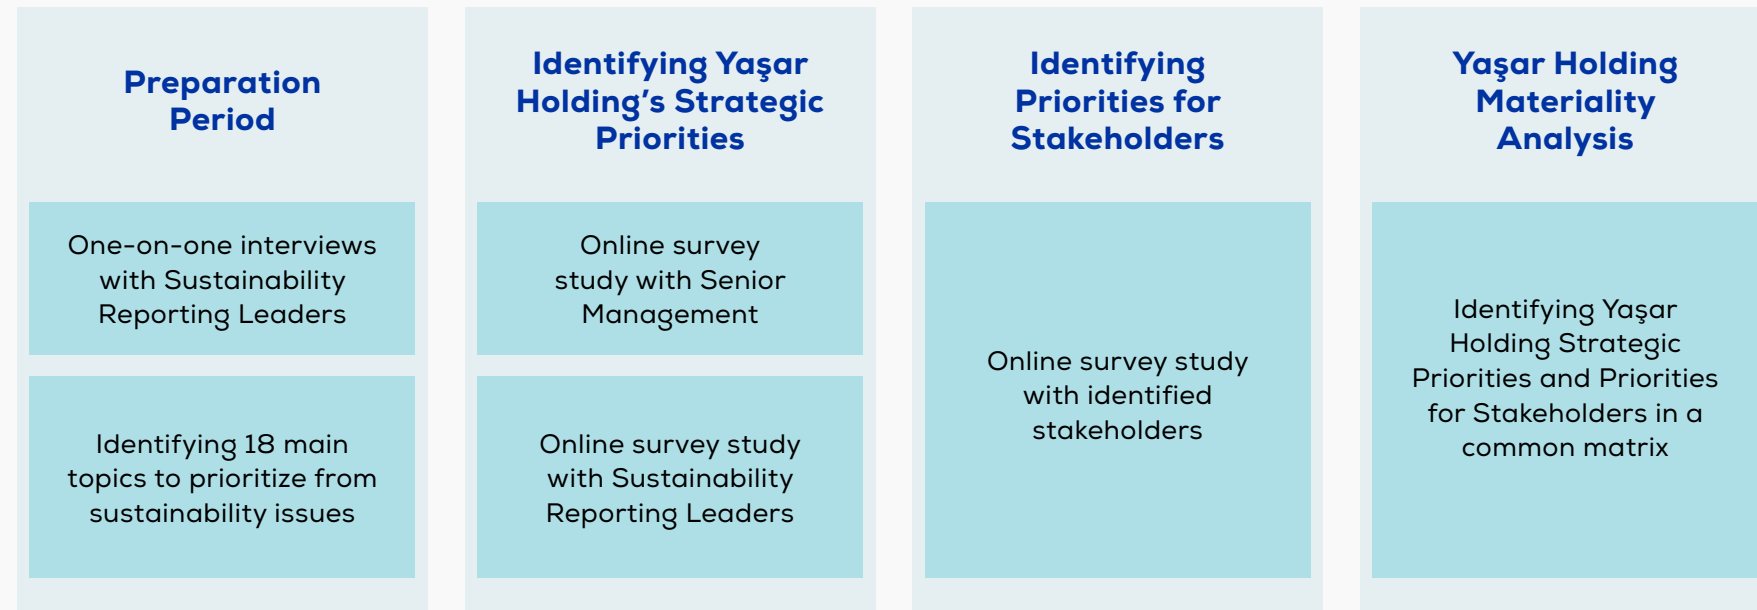 Preparation
Period
One-on-one interviews
with Sustainability
Reporting Leaders
Identifying 18 main
topics to prioritize from
sustainability issues
Identifying Yaşar
Holding’s Strategic
Priorities
Online survey
study with Senior
Management
Online survey study
with Sustainability
Reporting Leaders
Identifying
Priorities for
Stakeholders
Online survey study
with identified
stakeholders
Yaşar Holding
Materiality
Analysis
Identifying Yaşar
Holding Strategic
Priorities and Priorities
for Stakeholders in a
common matrix